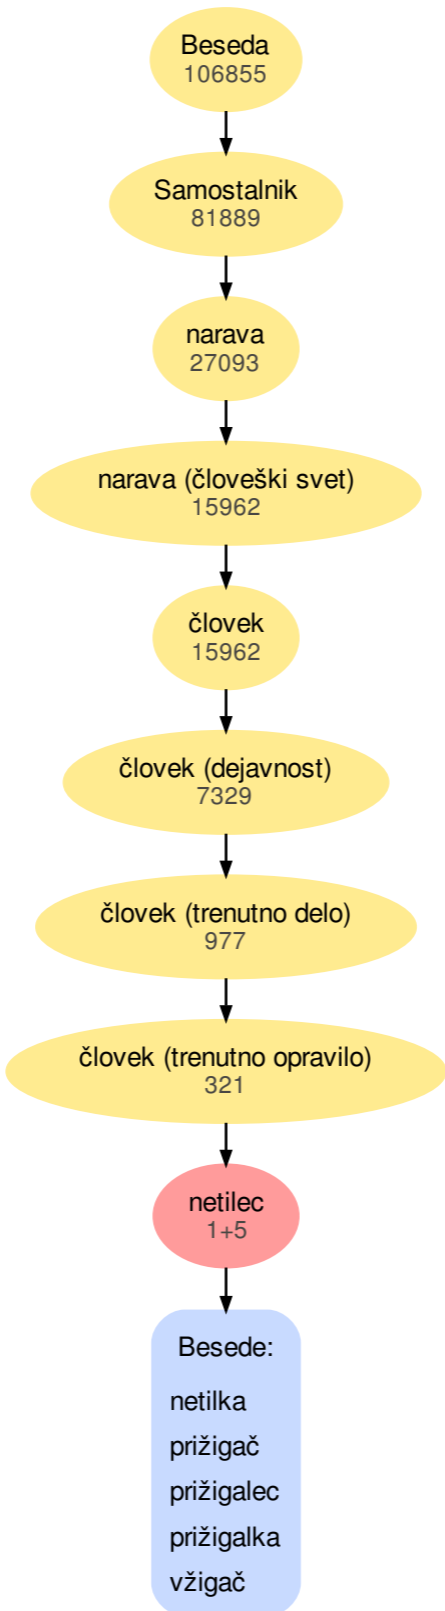 Beseda
106855
Samostalnik
81889
narava
27093
narava (človeški svet)
15962
človek
15962
človek (dejavnost)
7329
človek (trenutno delo)
977
človek (trenutno opravilo)
321
netilec
1+5
Besede:
netilka
prižigač
prižigalec
prižigalka
vžigač